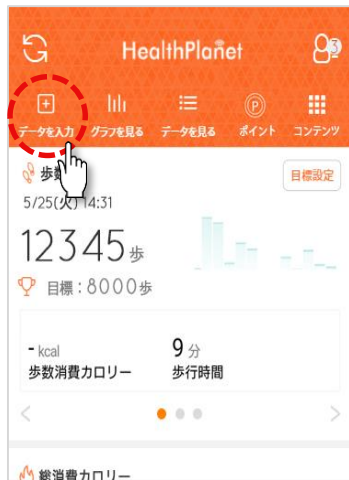 HealthPlanet
3
データを入力 グラフを見る データを見る ポイント コンテンツ
P
歩数
目標設定
5/25(火) 14:31
12345歩
目標：8000歩
- kcal 9 分
歩数消費カロリー 歩行時間
総消費カロリー